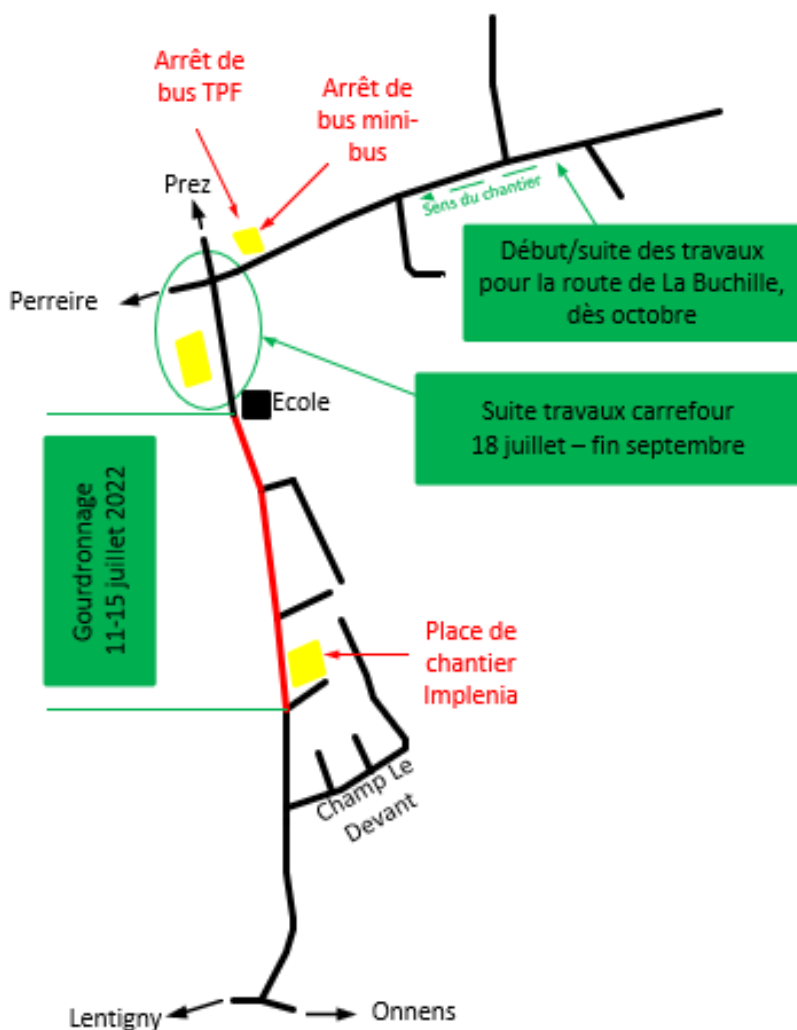 Arrêt de
bus TPF
Arrêt de
bus mini-
bus
Prez
Sens du chantier
Perreire
Début/suite des travaux
pour la route de La Buchille,
dès octobre
Ecole
Suite travaux carrefour
18 juillet – fin septembre
Gourdronnage
11-15 juillet 2022
Place de
chantier
Implenia
Champ Le
Devant
Lentigny
Onnens